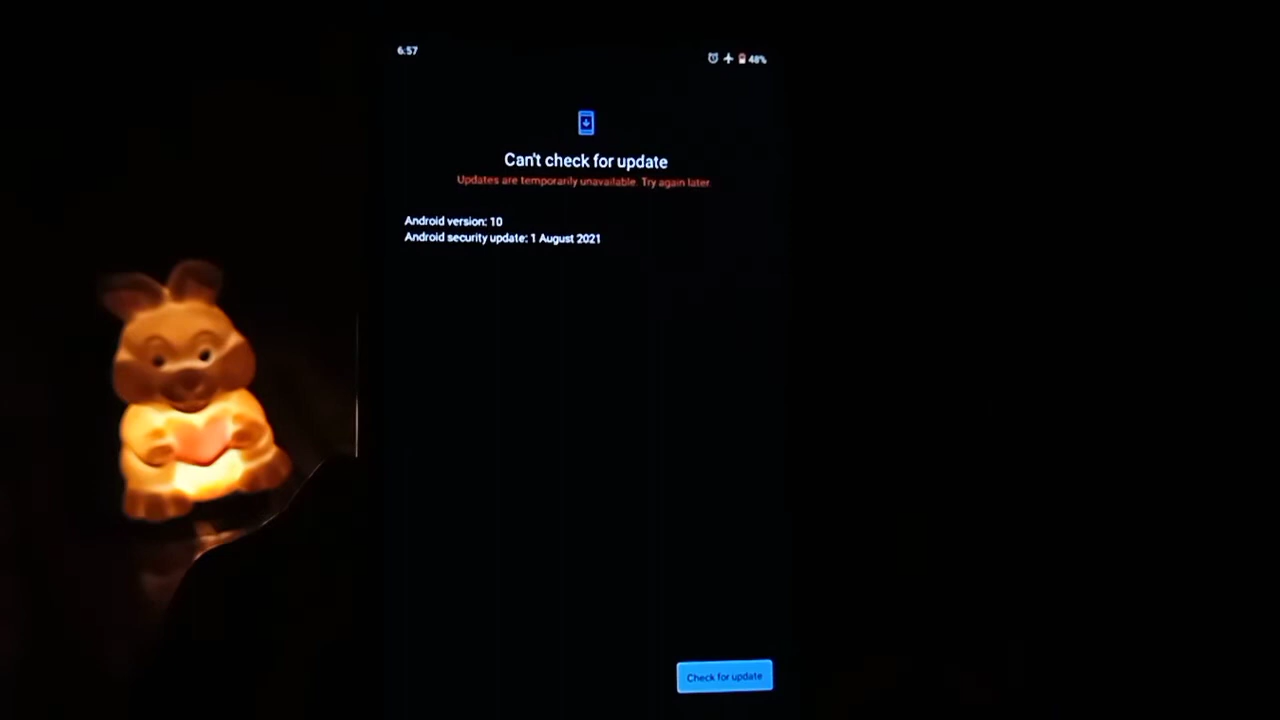 6:57
48%
Can't check for update
Updates are temporarily unavailable. Try again later.
Android version: 10
Android security update: 1 August 2021
Check for update